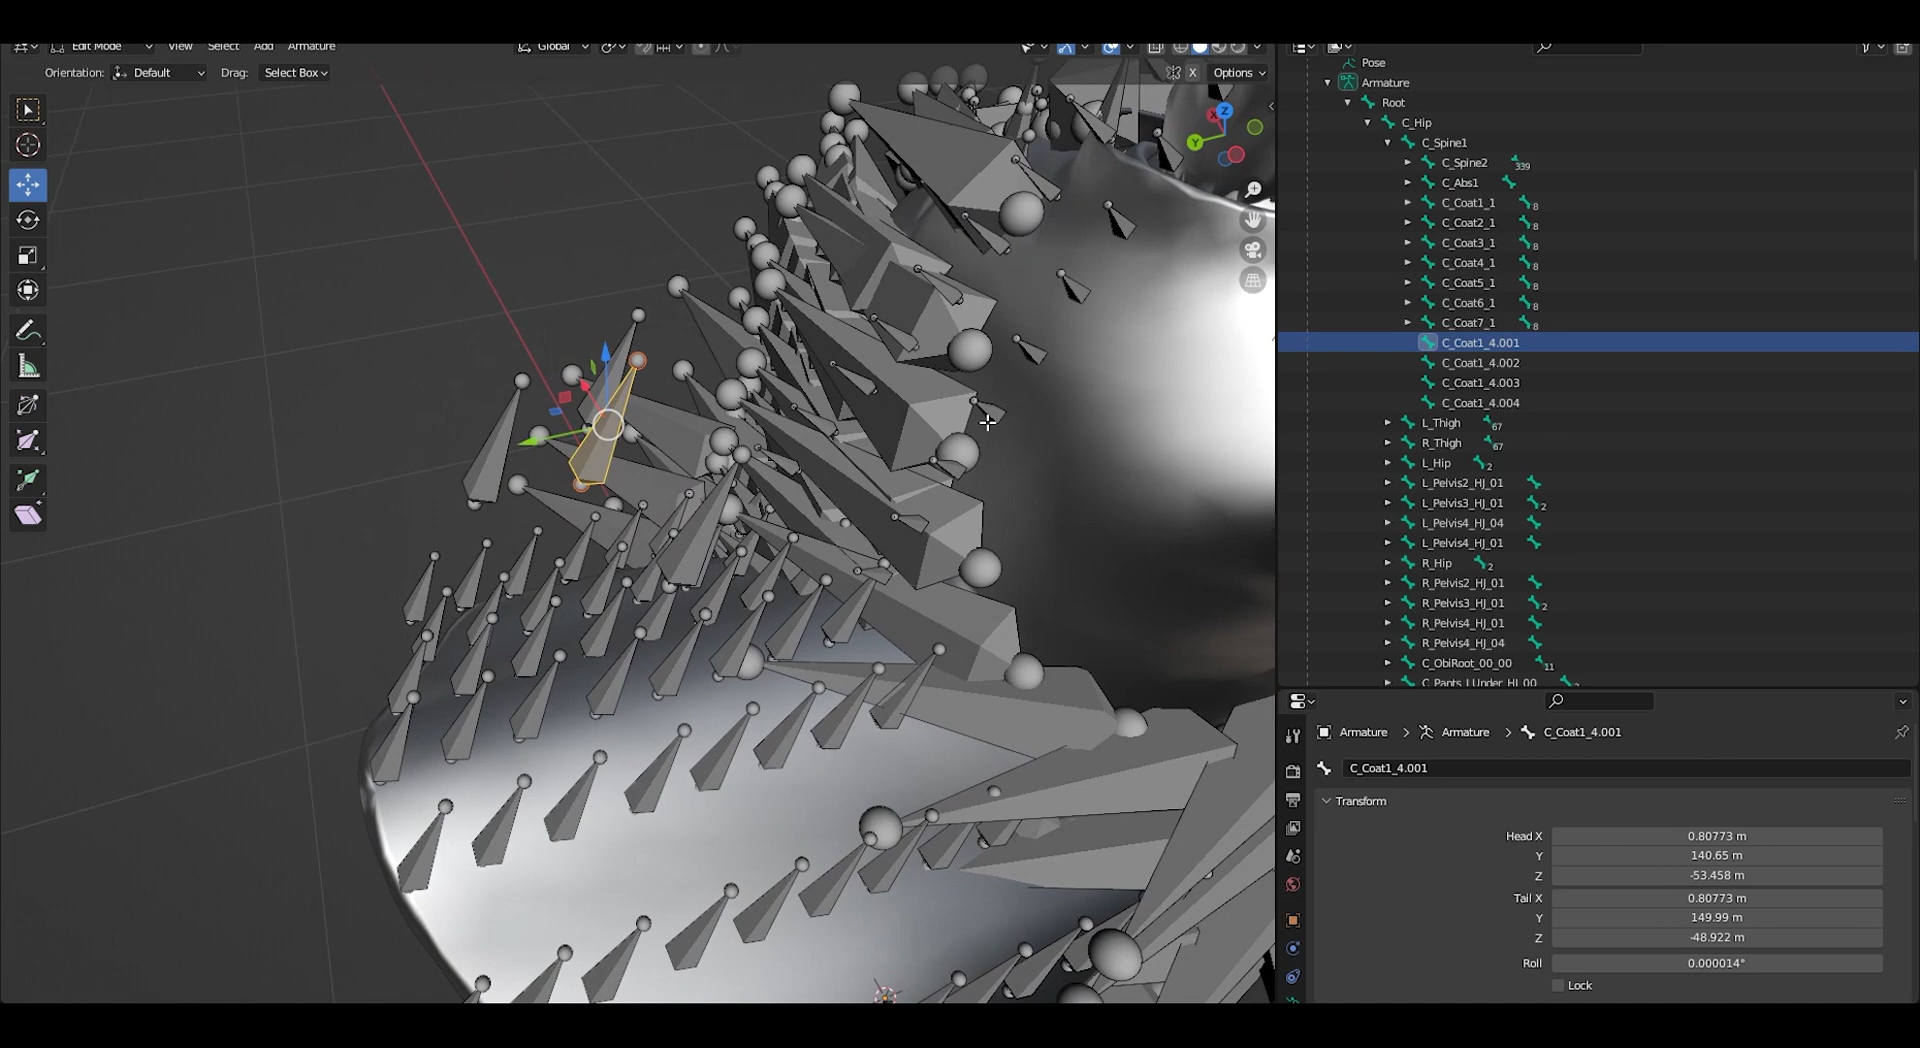 Edit Mode View Select Add Armature Global
Orientation: Default Drag: Select Box X Options
Z
X
Y
Pose
Armature
Root
C_Hip
C_Spine1
C_Spine2 339
C_Abs1
C_Coat1_1 8
C_Coat2_1 8
C_Coat3_1 8
C_Coat4_1 8
C_Coat5_1 8
C_Coat6_1 8
C_Coat7_1 8
C_Coat1_4.001
C_Coat1_4.002
C_Coat1_4.003
C_Coat1_4.004
L_Thigh 67
R_Thigh 67
L_Hip 2
L_Pelvis2_HJ_01
L_Pelvis3_HJ_01 2
L_Pelvis4_HJ_04
L_Pelvis4_HJ_01
R_Hip 2
R_Pelvis2_HJ_01
R_Pelvis3_HJ_01 2
R_Pelvis4_HJ_01
R_Pelvis4_HJ_04
C_ObiRoot_00_00 11
Armature > Armature > C_Coat1_4.001
C_Coat1_4.001
Transform
Head X 0.80773 m
Y 140.65 m
Z -53.458 m
Tail X 0.80773 m
Y 149.99 m
Z -48.922 m
Roll 0.000014°
Lock